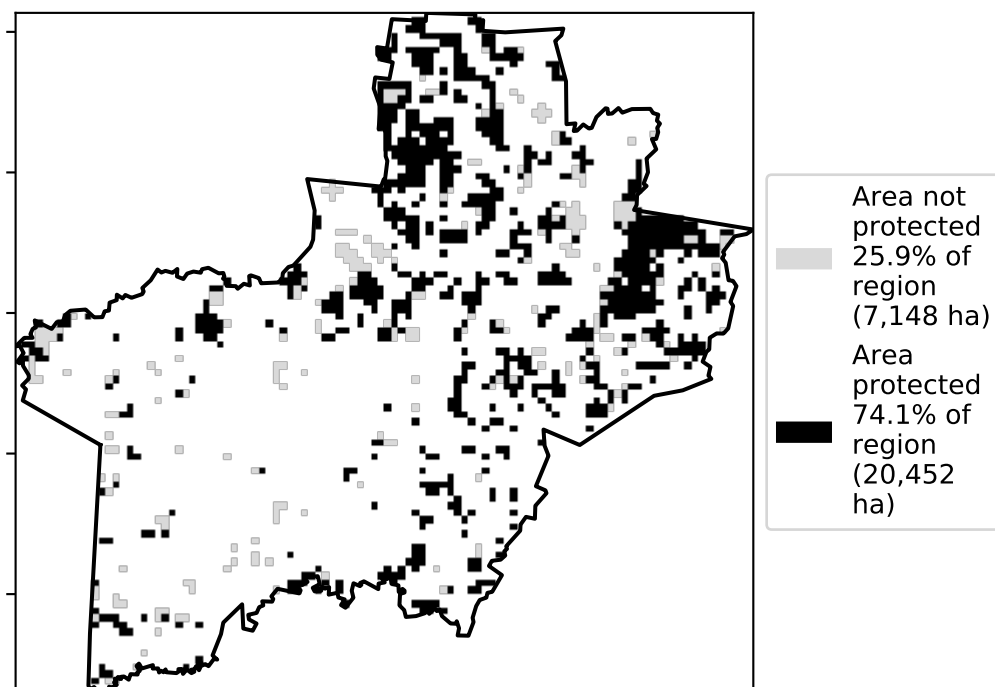 Area not
protected
25.9% of
region
(7,148 ha)
Area
protected
74.1% of
region
(20,452
ha)